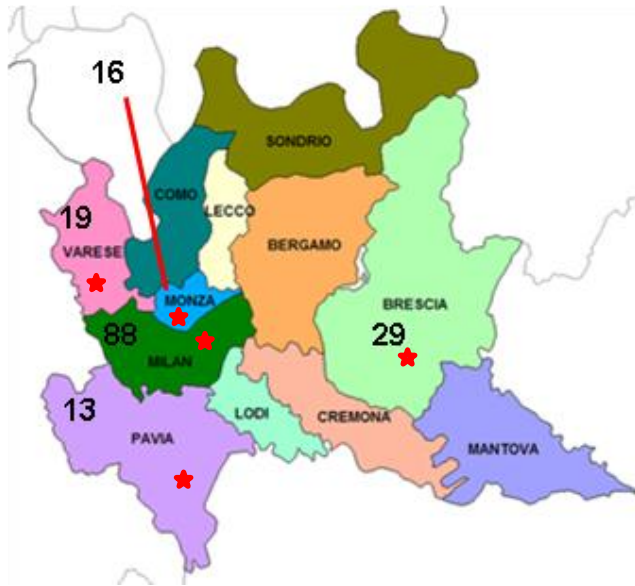 16
SONDRIO
COMO
LECCO
19
VARESE
BERGAMO
MONZA
BRESCIA
88
29
MILAN
13
LODI
CREMONA
PAVIA
MANTOVA